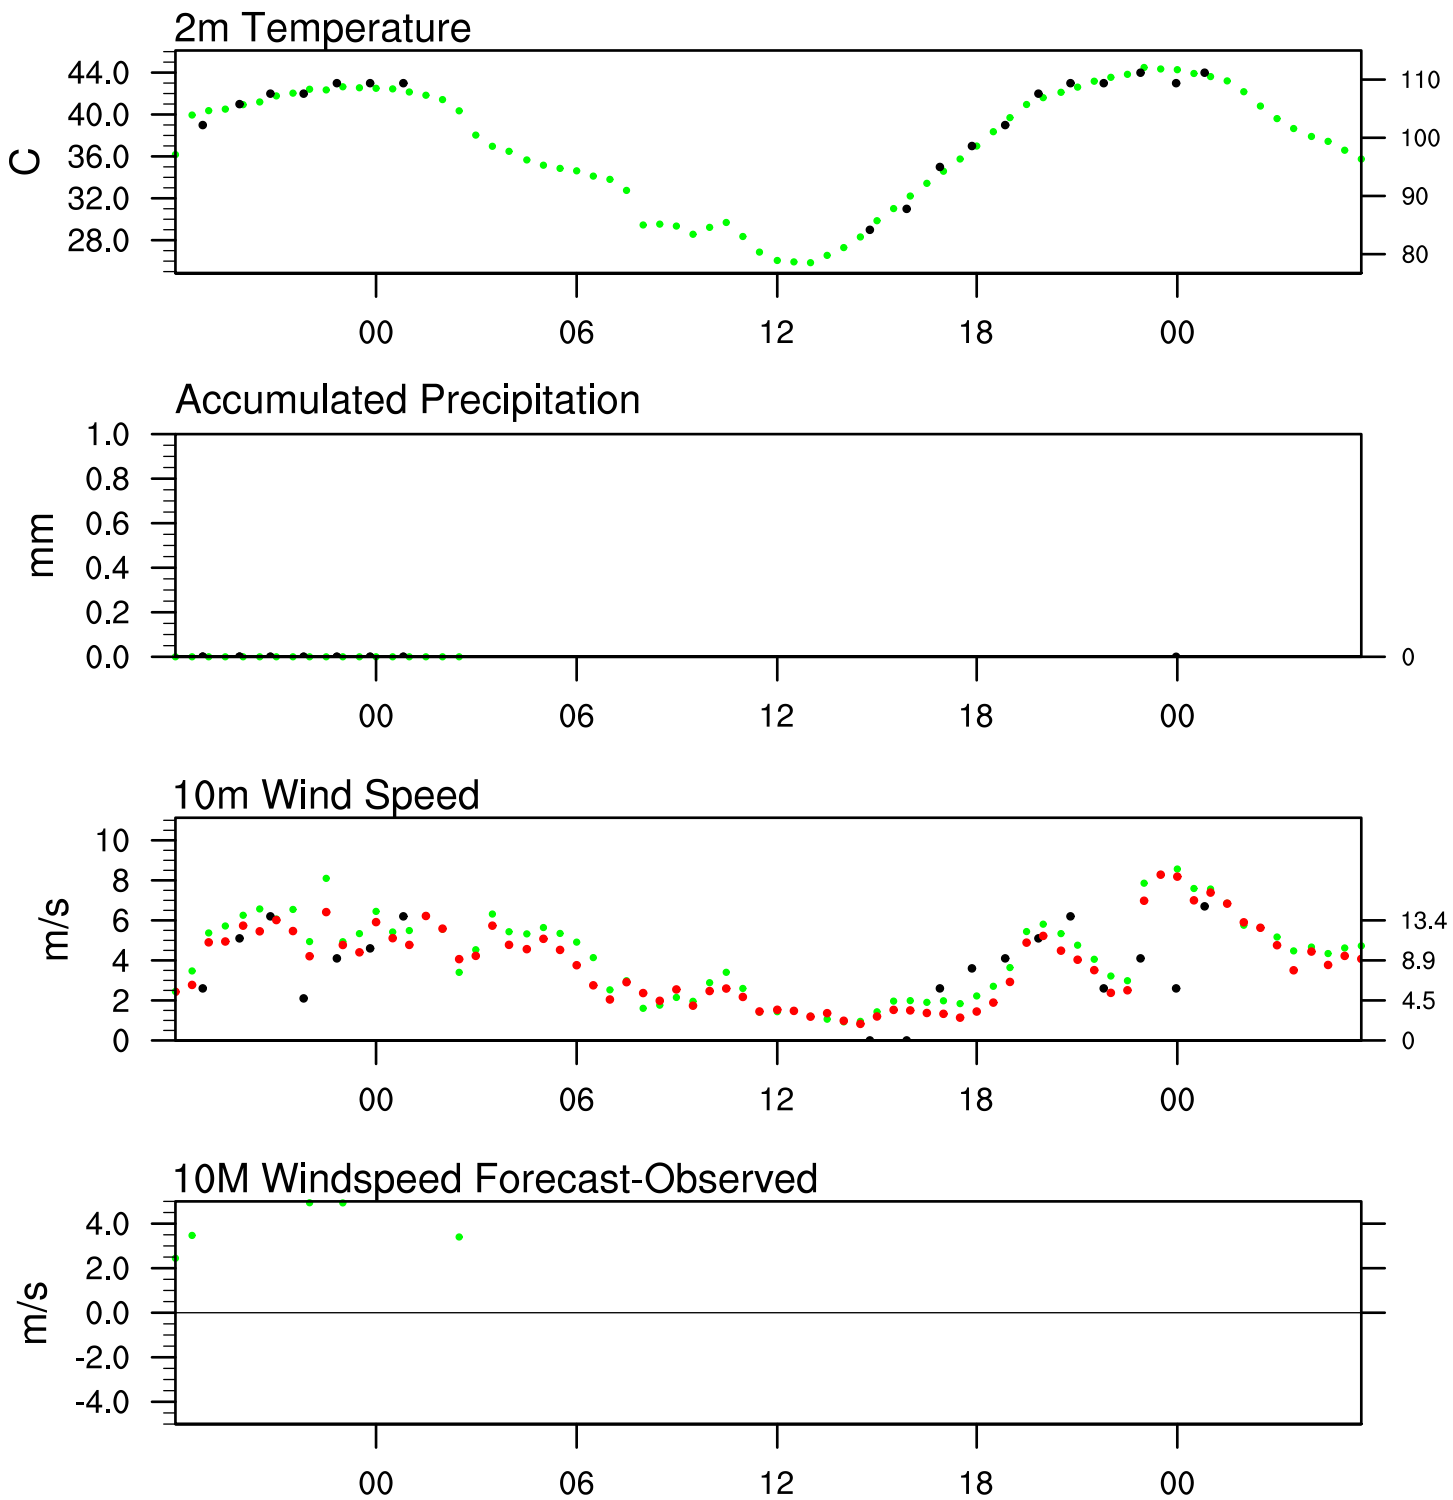 2m Temperature
44.0
40.0
36.0
32.0
28.0
C
110
100
90
80
00 06 12 18 00
Accumulated Precipitation
1.0
0.8
0.6
0.4
0.2
0.0
mm
0
00 06 12 18 00
10m Wind Speed
10
8
6
4
2
0
m/s
13.4
8.9
4.5
0
00 06 12 18 00
10M Windspeed Forecast-Observed
4.0
2.0
0.0
-2.0
-4.0
m/s
00 06 12 18 00